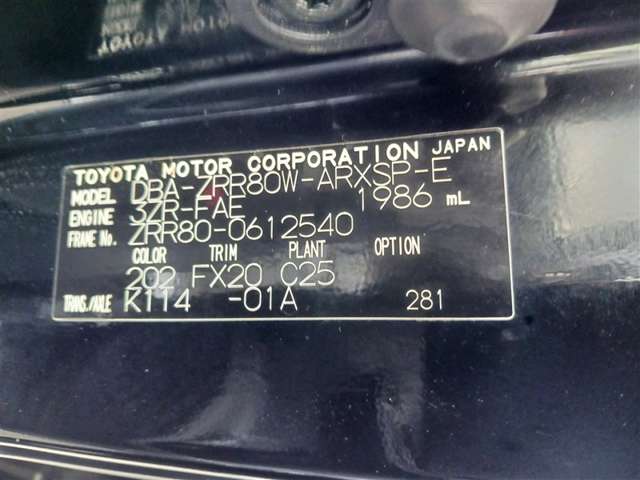 TOYOTA MOTOR CORPORATION JAPAN
MODEL DBA-ZRR80W-ARXSP-E
ENGINE 3ZR-FAE 1986 mL
FRAME No. ZRR80-0612540
COLOR TRIM PLANT OPTION
202 FX20 C25
TRANS./AXLE K114 -01A 281